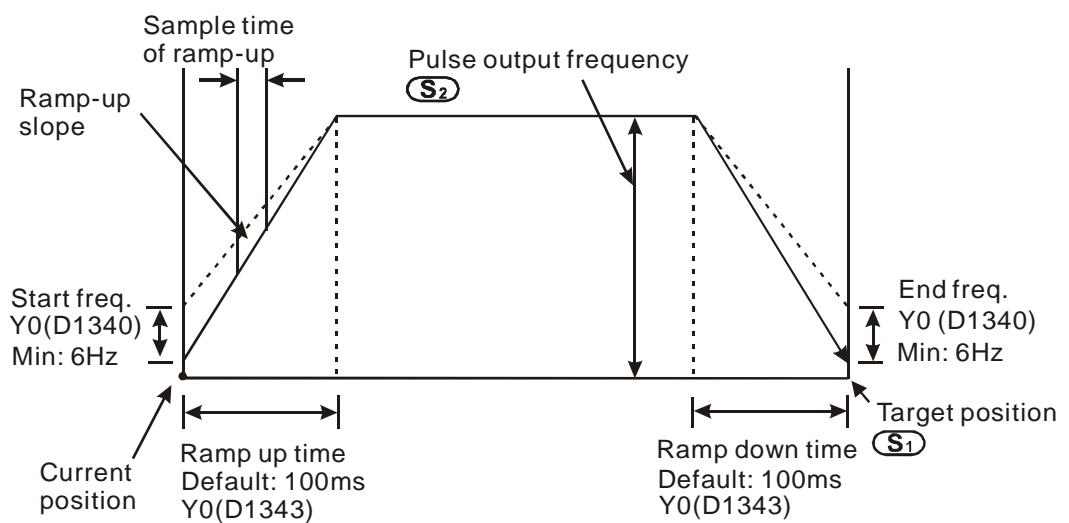 Sample time
of ramp-up
Pulse output frequency
S2
Ramp-up
slope
Start freq.
Y0(D1340)
Min: 6Hz
End freq.
Y0 (D1340)
Min: 6Hz
Target position
S1
Ramp up time
Default: 100ms
Y0(D1343)
Ramp down time
Default: 100ms
Y0(D1343)
Current
position